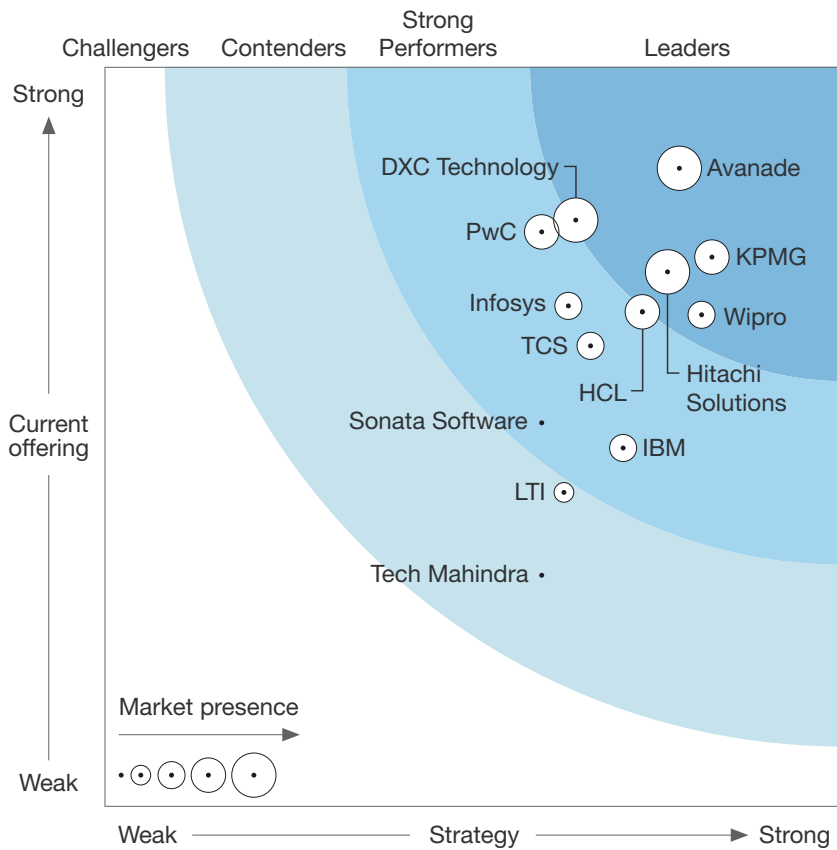 Strong
Challengers
Contenders
Performers
Leaders
Strong
DXC Technology
Avanade
PwC
KPMG
Infosys
Wipro
TCS
HCL
Hitachi
Solutions
Sonata Software
Current
offering
IBM
LTI
Tech Mahindra
Market presence
Weak
Weak
Strategy
Strong